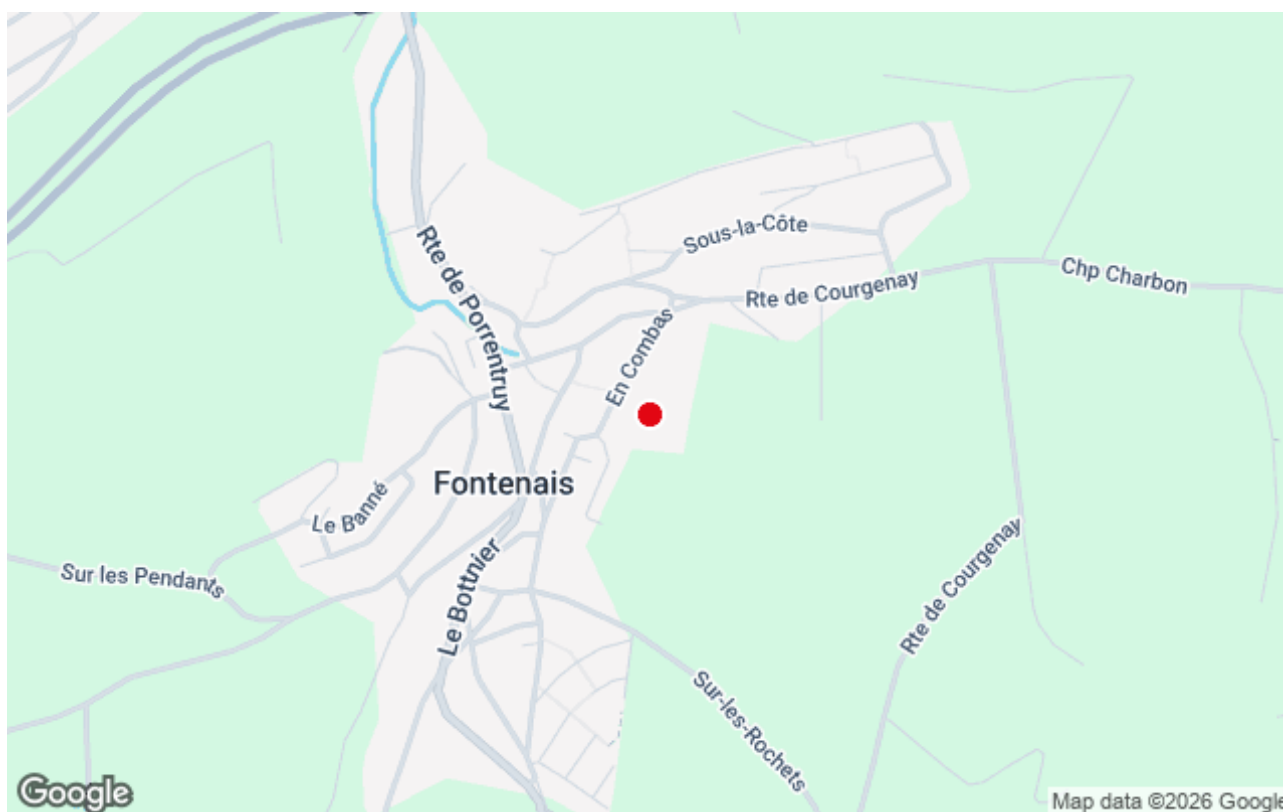 Sous-la-Côte
Rte de Porrentruy
Chp Charbon
Rte de Courgenay
En Combas
Fontenais
Le Banné
Sur les Pendants
Rte de Courgenay
Le Bottnier
Sur-les-Rochets
Google
Map data ©2026 Google